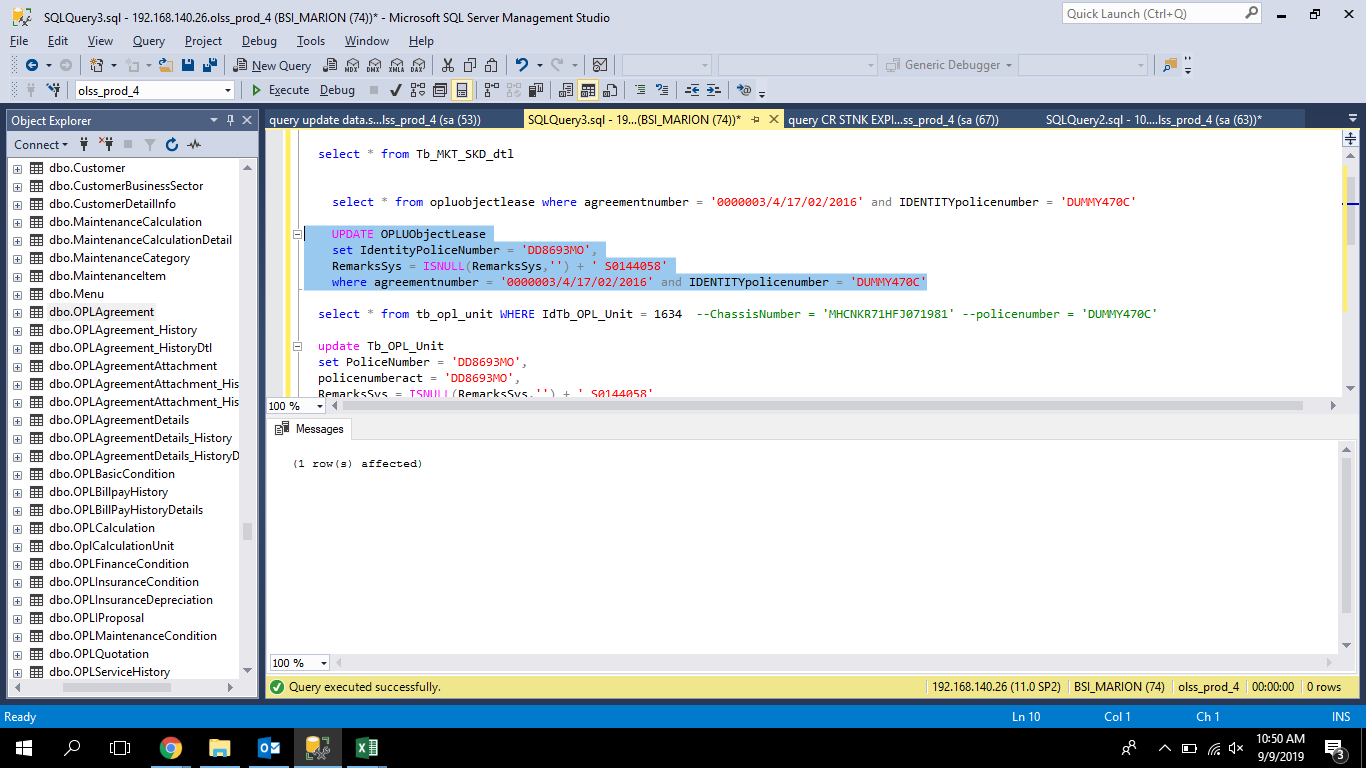 SQLQuery3.sql - 192.168.140.26.olss_prod_4 (BSI_MARION (74))* - Microsoft SQL Server Management Studio
Quick Launch (Ctrl+Q)
File Edit View Query Project Debug Tools Window Help
New Query MDX DMX XMLA DAX Generic Debugger
olss_prod_4 Execute Debug
Object Explorer
query update data.s...lss_prod_4 (sa (53)) SQLQuery3.sql - 19...(BSI_MARION (74))* query CR STNK EXPI...ss_prod_4 (sa (67)) SQLQuery2.sql - 10....lss_prod_4 (sa (63))*
Connect
dbo.Customer
dbo.CustomerBusinessSector
dbo.CustomerDetailInfo
dbo.MaintenanceCalculation
dbo.MaintenanceCalculationDetail
dbo.MaintenanceCategory
dbo.MaintenanceItem
dbo.Menu
dbo.OPLAgreement
dbo.OPLAgreement_History
dbo.OPLAgreement_HistoryDtl
dbo.OPLAgreementAttachment
dbo.OPLAgreementAttachment_His
dbo.OPLAgreementAttachment_His
dbo.OPLAgreementDetails
dbo.OPLAgreementDetails_History
dbo.OPLAgreementDetails_HistoryD
dbo.OPLBasicCondition
dbo.OPLBillpayHistory
dbo.OPLBillPayHistoryDetails
dbo.OPLCalculation
dbo.OplCalculationUnit
dbo.OPLFinanceCondition
dbo.OPLInsuranceCondition
dbo.OPLInsuranceDepreciation
dbo.OPLIProposal
dbo.OPLMaintenanceCondition
dbo.OPLQuotation
dbo.OPLServiceHistory
select * from Tb_MKT_SKD_dtl
select * from opluobjectlease where agreementnumber = '0000003/4/17/02/2016' and IDENTITYpolicenumber = 'DUMMY470C'
UPDATE OPLUObjectLease
set IdentityPoliceNumber = 'DD8693MO',
RemarksSys = ISNULL(RemarksSys,'') + ' S0144058'
where agreementnumber = '0000003/4/17/02/2016' and IDENTITYpolicenumber = 'DUMMY470C'
select * from tb_opl_unit WHERE IdTb_OPL_Unit = 1634 --ChassisNumber = 'MHCNKR71HFJ071981' --policenumber = 'DUMMY470C'
update Tb_OPL_Unit
set PoliceNumber = 'DD8693MO',
policenumberact = 'DD8693MO',
RemarksSys = ISNULL(RemarksSys,'') + ' S0144058'
100 %
Messages
(1 row(s) affected)
100 %
Query executed successfully. 192.168.140.26 (11.0 SP2) BSI_MARION (74) olss_prod_4 00:00:00 0 rows
Ready Ln 10 Col 1 Ch 1 INS
10:50 AM
9/9/2019
3